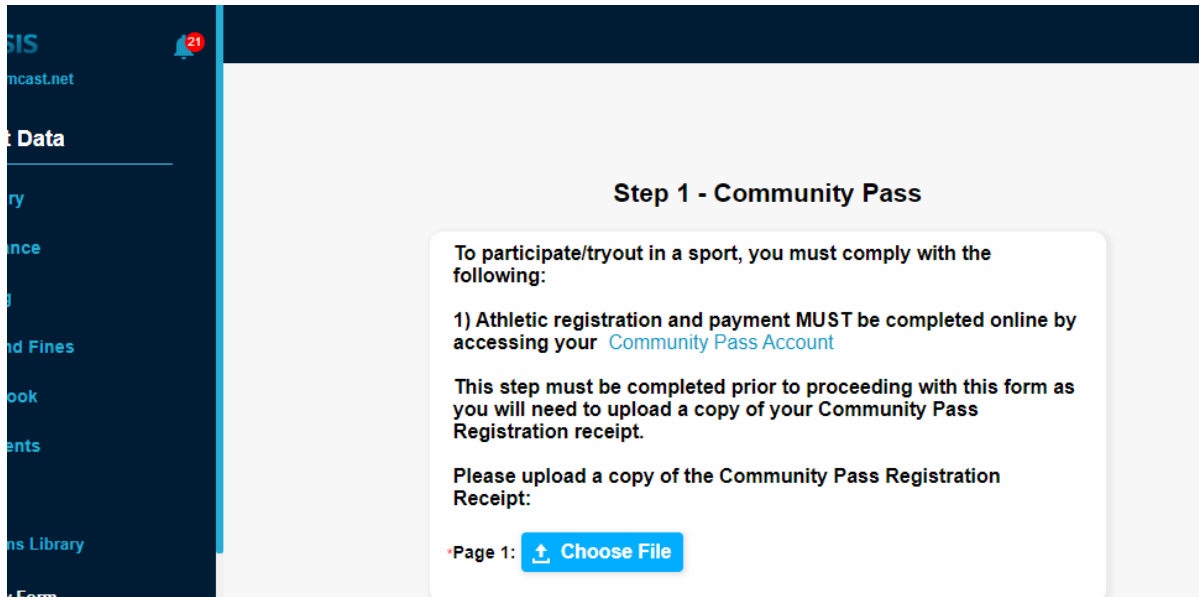 SIS
21
mcast.net
t Data
ry
ance
g
nd Fines
ook
ents
ns Library
y Form
Step 1 - Community Pass
To participate/tryout in a sport, you must comply with the
following:
1) Athletic registration and payment MUST be completed online by
accessing your Community Pass Account
This step must be completed prior to proceeding with this form as
you will need to upload a copy of your Community Pass
Registration receipt.
Please upload a copy of the Community Pass Registration
Receipt:
*Page 1: Choose File